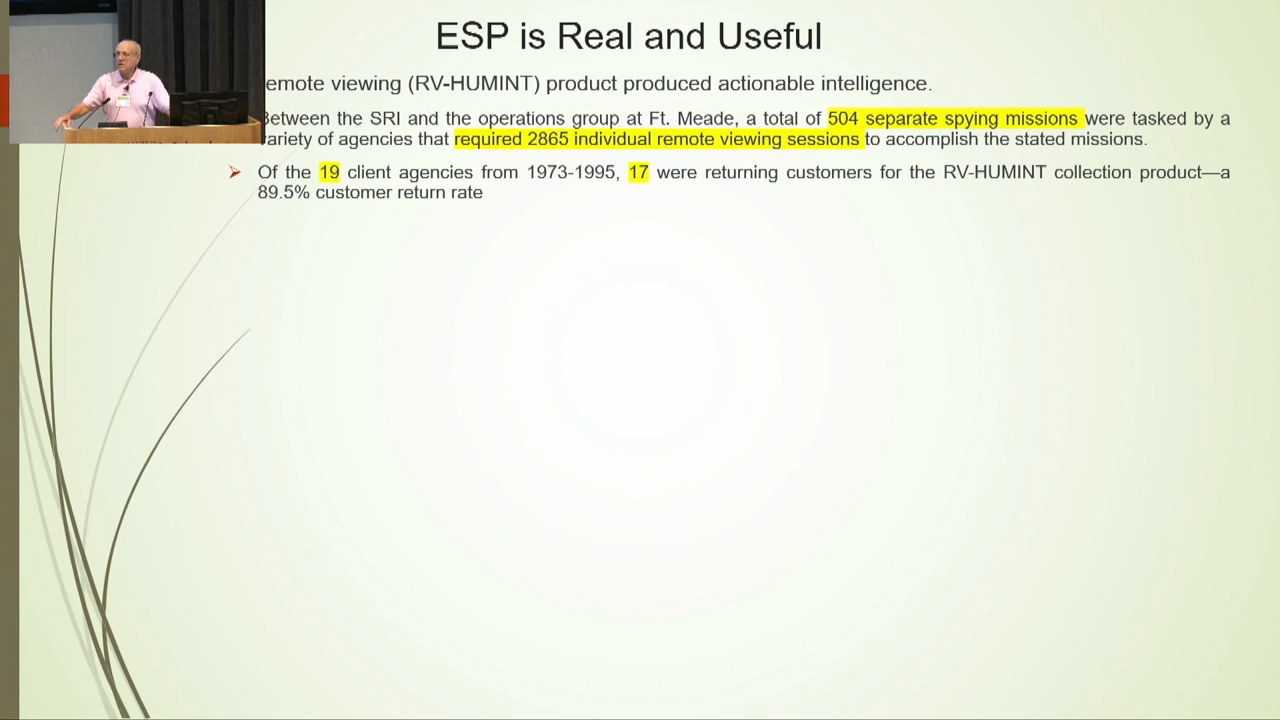 ESP is Real and Useful
emote viewing (RV-HUMINT) product produced actionable intelligence.
etween the SRI and the operations group at Ft. Meade, a total of 504 separate spying missions were tasked by a
ariety of agencies that required 2865 individual remote viewing sessions to accomplish the stated missions.
Of the 19 client agencies from 1973-1995, 17 were returning customers for the RV-HUMINT collection product—a
89.5% customer return rate